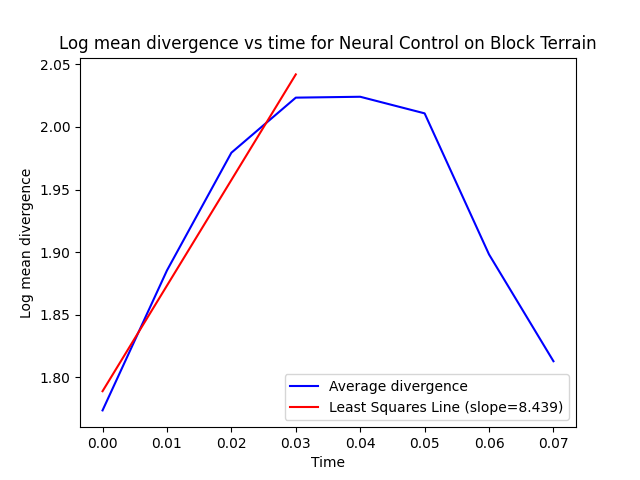 Log mean divergence vs time for Neural Control on Block Terrain
2.05
2.00
1.95
1.90
1.85
1.80
Log mean divergence
Average divergence
Least Squares Line (slope=8.439)
0.00 0.01 0.02 0.03 0.04 0.05 0.06 0.07
Time